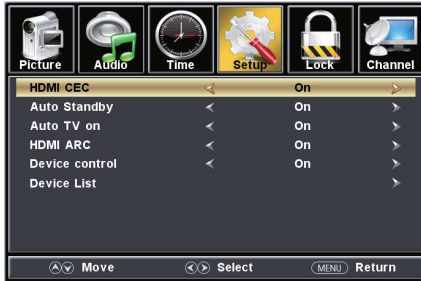 Picture Audio Time Setup Lock Channel
HDMI CEC On
Auto Standby On
Auto TV on On
HDMI ARC On
Device control On
Device List
Move Select MENU Return